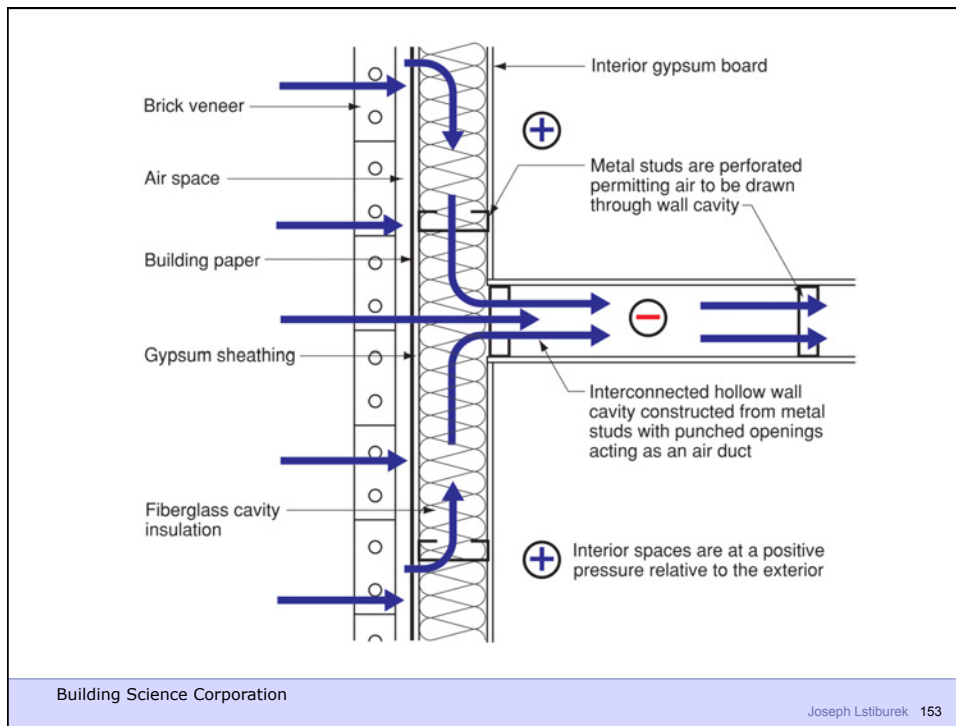 Interior gypsum board
Brick veneer
+
Metal studs are perforated
permitting air to be drawn
through wall cavity
Air space
Building paper
−
Gypsum sheathing
Interconnected hollow wall
cavity constructed from metal
studs with punched openings
acting as an air duct
Fiberglass cavity
insulation
+
Interior spaces are at a positive
pressure relative to the exterior
Building Science Corporation
Joseph Lstiburek 153